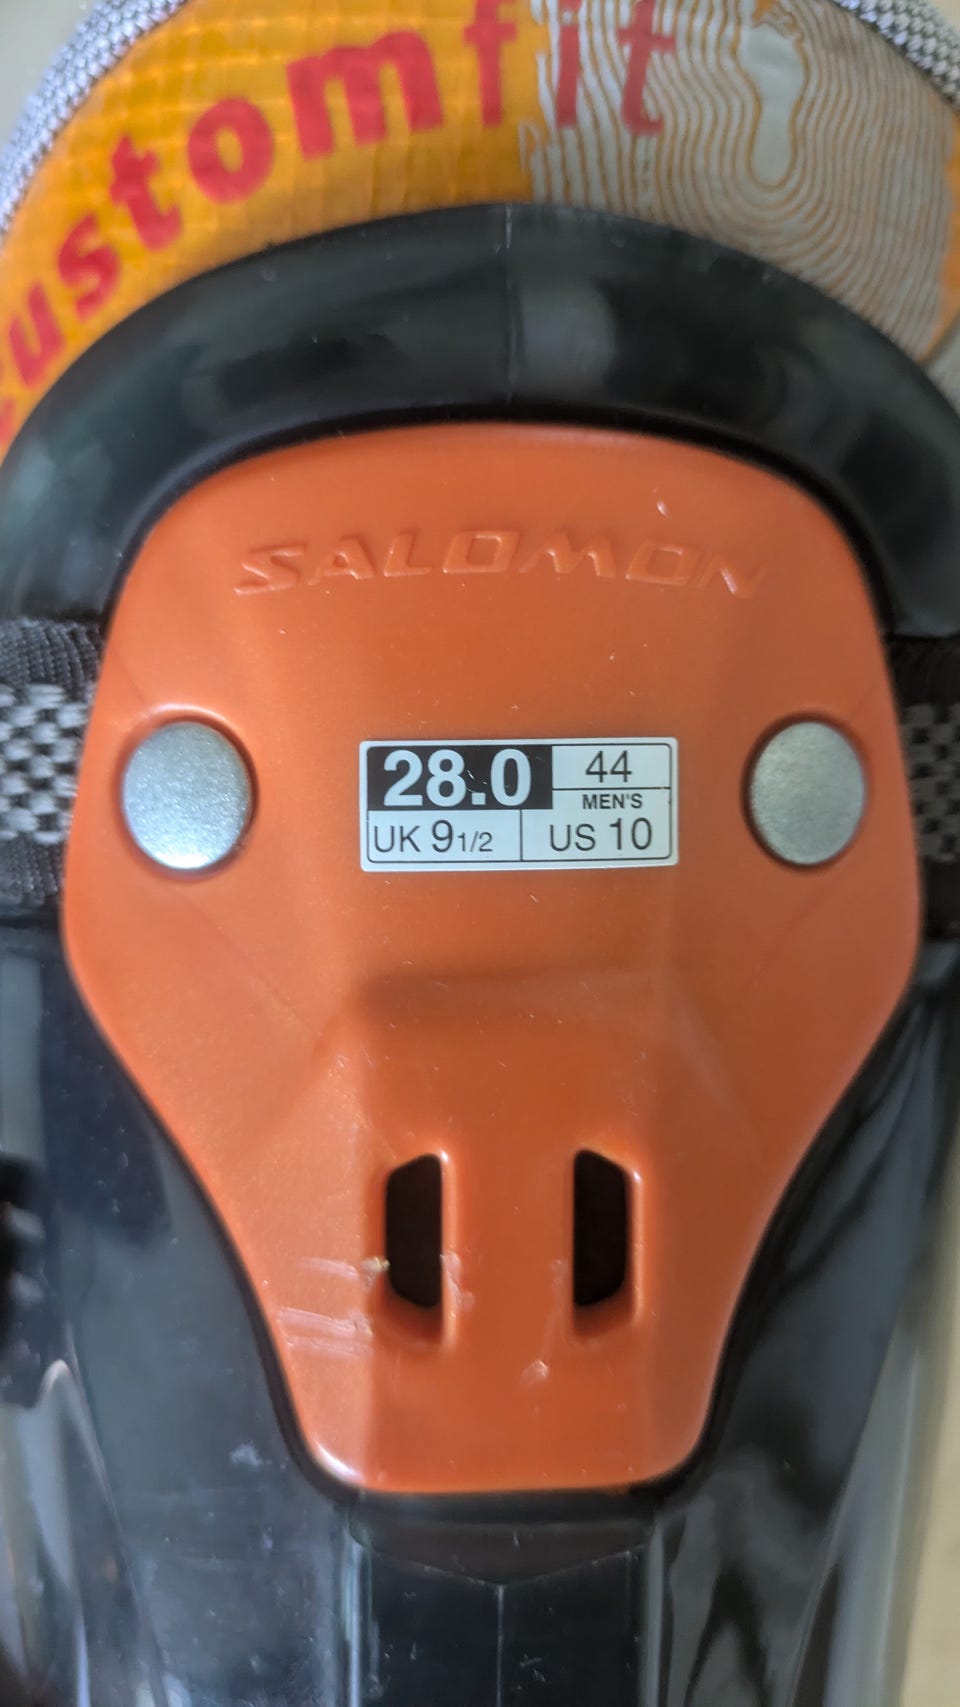 customfit
SALOMON
28.0 44
MEN'S
UK 9 1/2 US 10